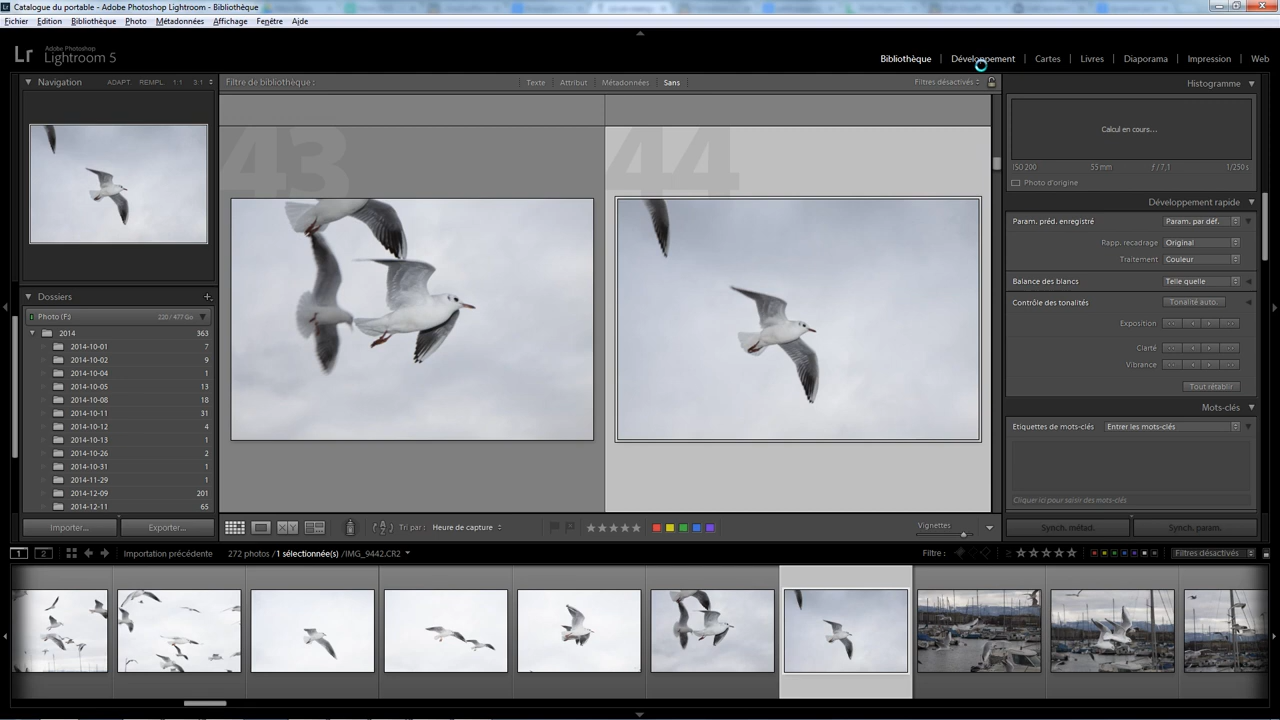 Lr Catalogue du portable - Adobe Photoshop Lightroom - Bibliothèque
Fichier Edition Bibliothèque Photo Métadonnées Affichage Fenêtre Aide
Lr Adobe Photoshop
Lightroom 5
Bibliothèque | Développement | Cartes | Livres | Diaporama | Impression | Web
Navigation ADAPT. REMPL. 1:1 3:1
Filtre de bibliothèque : Texte Attribut Métadonnées Sans Filtres désactivés
Histogramme
Calcul en cours...
ISO 200 55 mm ƒ / 7,1 1/250 s
Photo d'origine
43
44
Développement rapide
Param. préd. enregistré Param. par déf.
Rapp. recadrage Original
Traitement Couleur
Balance des blancs Telle quelle
Contrôle des tonalités Tonalité auto.
Exposition
Clarté
Vibrance
Tout rétablir
Mots-clés
Etiquettes de mots-clés Entrer les mots-clés
Cliquer ici pour saisir des mots-clés
Synch. métad. Synch. param.
Dossiers
Photo (F:) 220 / 477 Go
2014 363
2014-10-01 7
2014-10-02 9
2014-10-04 1
2014-10-05 13
2014-10-08 18
2014-10-11 31
2014-10-12 4
2014-10-13 1
2014-10-26 2
2014-10-31 1
2014-11-29 1
2014-12-09 201
2014-12-11 65
Importer... Exporter...
Tri par : Heure de capture
Vignettes
1 2 Importation précédente 272 photos / 1 sélectionnée(s) /IMG_9442.CR2
Filtre : Filtres désactivés